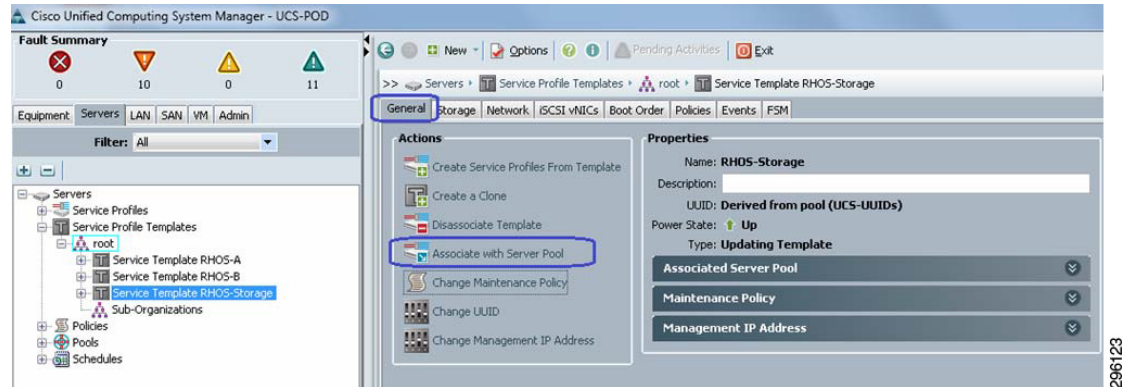 Cisco Unified Computing System Manager - UCS-POD
Fault Summary
0 10 0 11
Equipment Servers LAN SAN VM Admin
Filter: All
Servers
Service Profiles
Service Profile Templates
root
Service Template RHOS-A
Service Template RHOS-B
Service Template RHOS-Storage
Sub-Organizations
Policies
Pools
Schedules
New Options Pending Activities Exit
>> Servers Service Profile Templates root Service Template RHOS-Storage
General Storage Network iSCSI vNICs Boot Order Policies Events FSM
Actions
Create Service Profiles From Template
Create a Clone
Disassociate Template
Associate with Server Pool
Change Maintenance Policy
Change UUID
Change Management IP Address
Properties
Name: RHOS-Storage
Description:
UUID: Derived from pool (UCS-UUIDs)
Power State: Up
Type: Updating Template
Associated Server Pool
Maintenance Policy
Management IP Address
296123